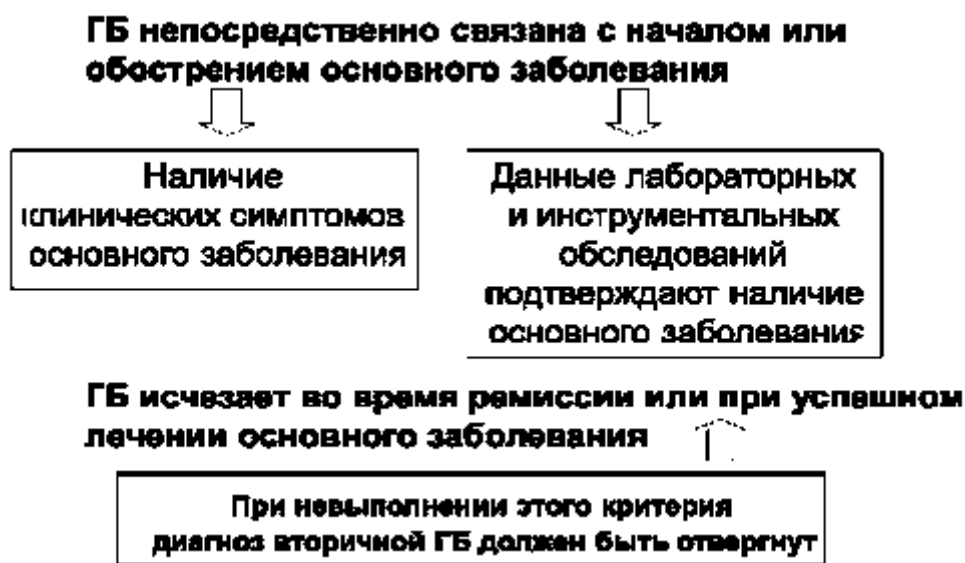 ГБ непосредственно связана с началом или
обострением основного заболевания
Наличие
клинических симптомов
основного заболевания
Данные лабораторных
и инструментальных
обследований
подтверждают наличие
основного заболевания
ГБ исчезает во время ремиссии или при успешном
лечении основного заболевания
При невыполнении этого критерия
диагноз вторичной ГБ должен быть отвергнут